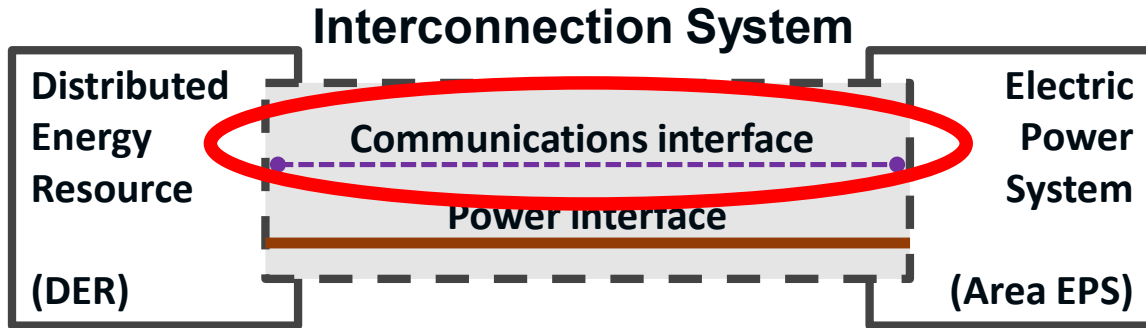 Interconnection System
Distributed
Energy
Resource
(DER)
Communications interface
Power interface
Electric
Power
System
(Area EPS)